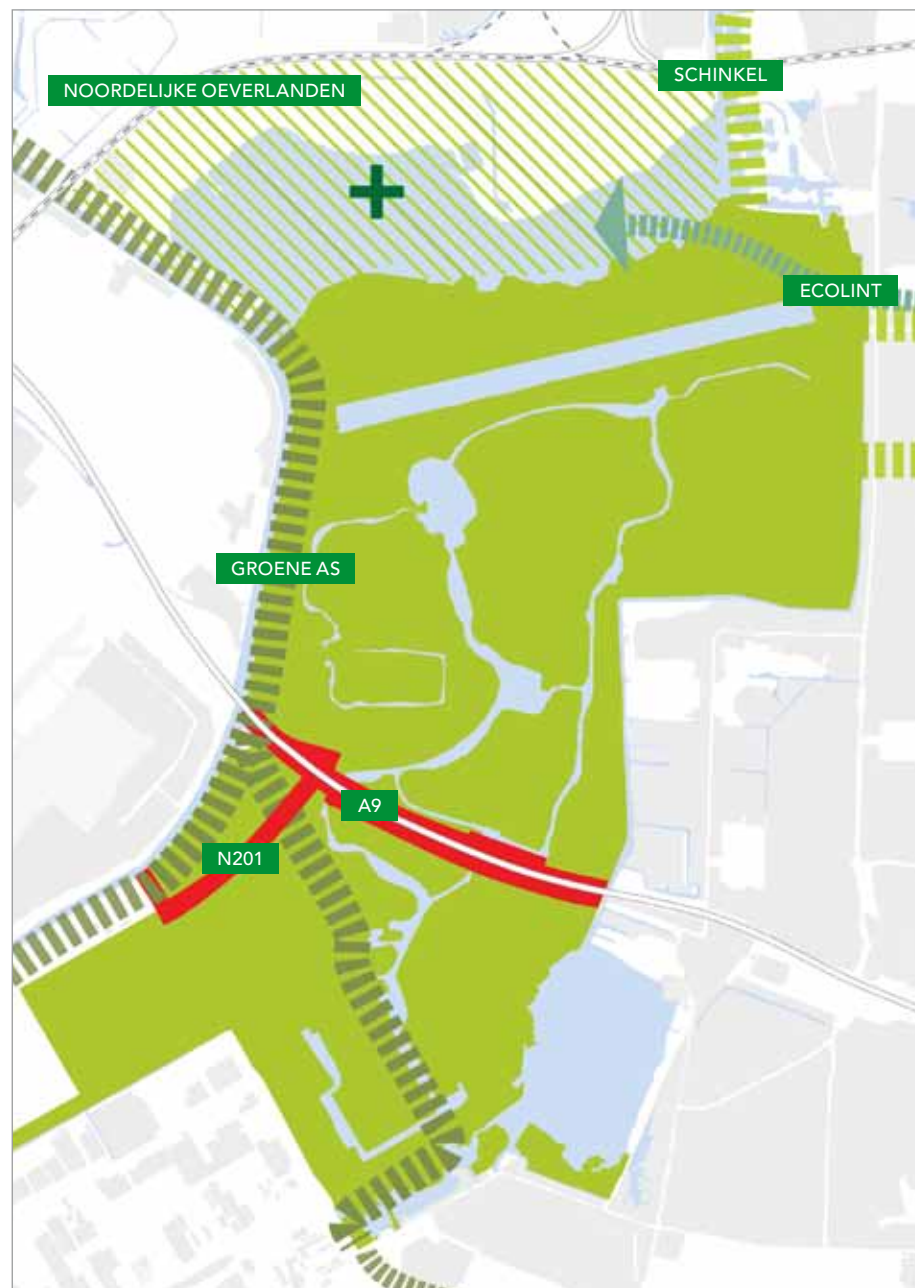 SCHINKEL
NOORDELIJKE OEVERLANDEN
ECOLINT
GROENE AS
A9
N201